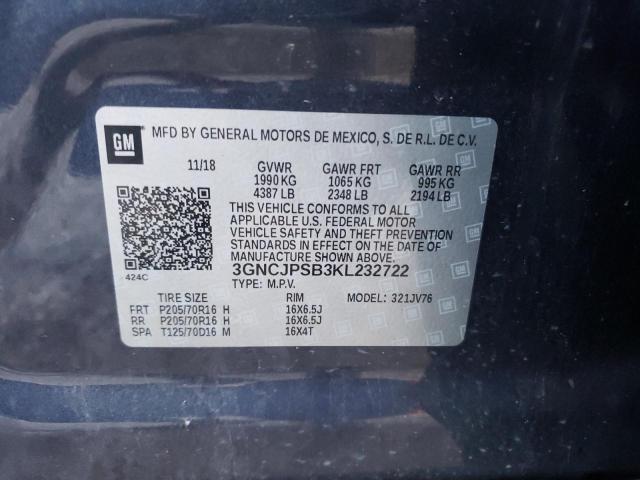 GM
MFD BY GENERAL MOTORS DE MEXICO, S. DE R.L. DE C.V.
11/18 GVWR GAWR FRT GAWR RR
1990 KG 1065 KG 995 KG
4387 LB 2348 LB 2194 LB
THIS VEHICLE CONFORMS TO ALL
APPLICABLE U.S. FEDERAL MOTOR
VEHICLE SAFETY AND THEFT PREVENTION
STANDARDS IN EFFECT ON THE DATE OF
MANUFACTURE SHOWN ABOVE.
424C 3GNCJPSB3KL232722
TYPE: M.P.V.
TIRE SIZE RIM MODEL: 321JV76
FRT P205/70R16 H 16X6.5J
RR P205/70R16 H 16X6.5J
SPA T125/70D16 M 16X4T